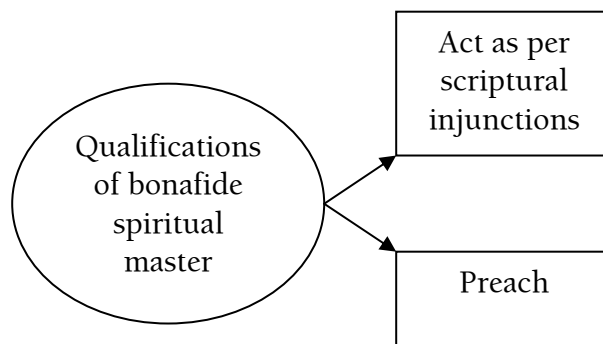 Qualifications
of bonafide
spiritual
master
Act as per
scriptural
injunctions
Preach